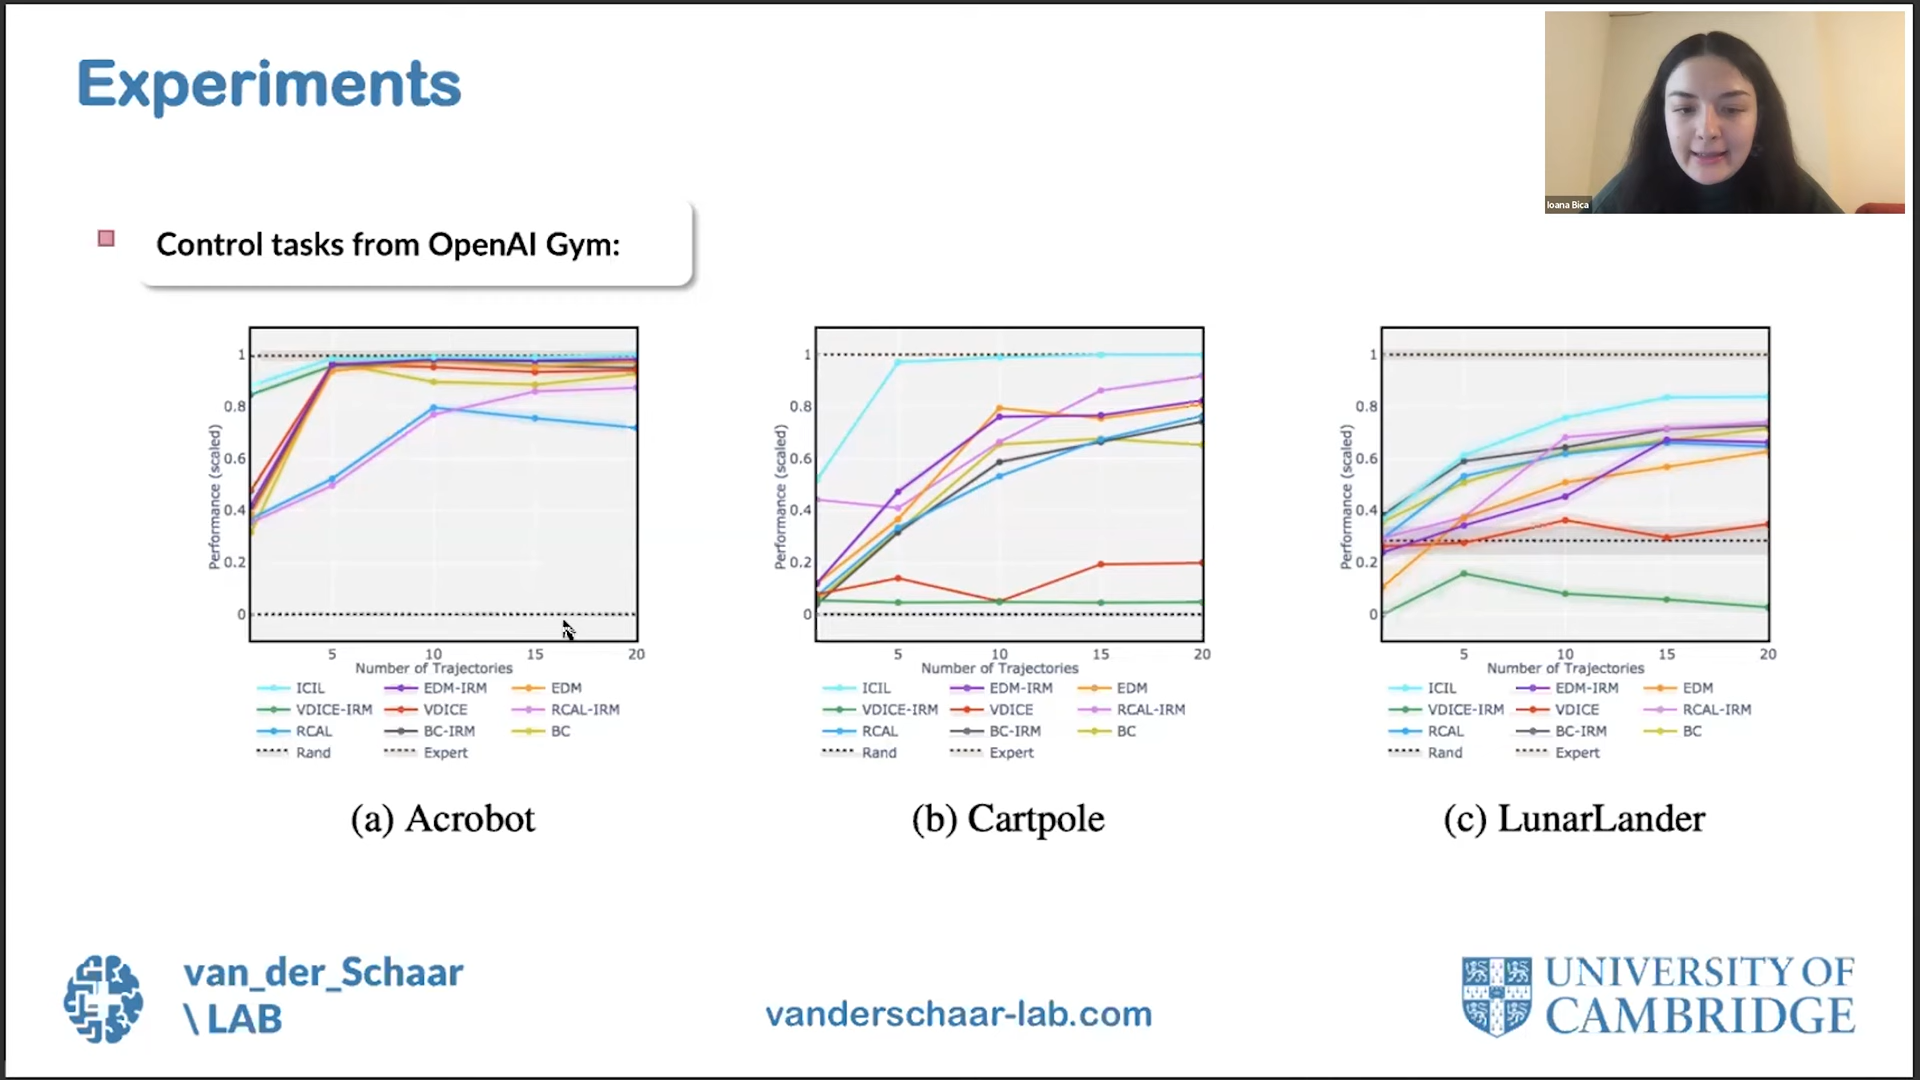 Experiments
Ioana Bica
Control tasks from OpenAI Gym:
1
0.8
0.6
0.4
0.2
0
Performance (scaled)
5 10 15 20
Number of Trajectories
ICIL EDM-IRM EDM
VDICE-IRM VDICE RCAL-IRM
RCAL BC-IRM BC
Rand Expert
(a) Acrobot
1
0.8
0.6
0.4
0.2
0
Performance (scaled)
5 10 15 20
Number of Trajectories
ICIL EDM-IRM EDM
VDICE-IRM VDICE RCAL-IRM
RCAL BC-IRM BC
Rand Expert
(b) Cartpole
1
0.8
0.6
0.4
0.2
0
Performance (scaled)
5 10 15 20
Number of Trajectories
ICIL EDM-IRM EDM
VDICE-IRM VDICE RCAL-IRM
RCAL BC-IRM BC
Rand Expert
(c) LunarLander
van_der_Schaar
\ LAB
vanderschaar-lab.com
UNIVERSITY OF
CAMBRIDGE